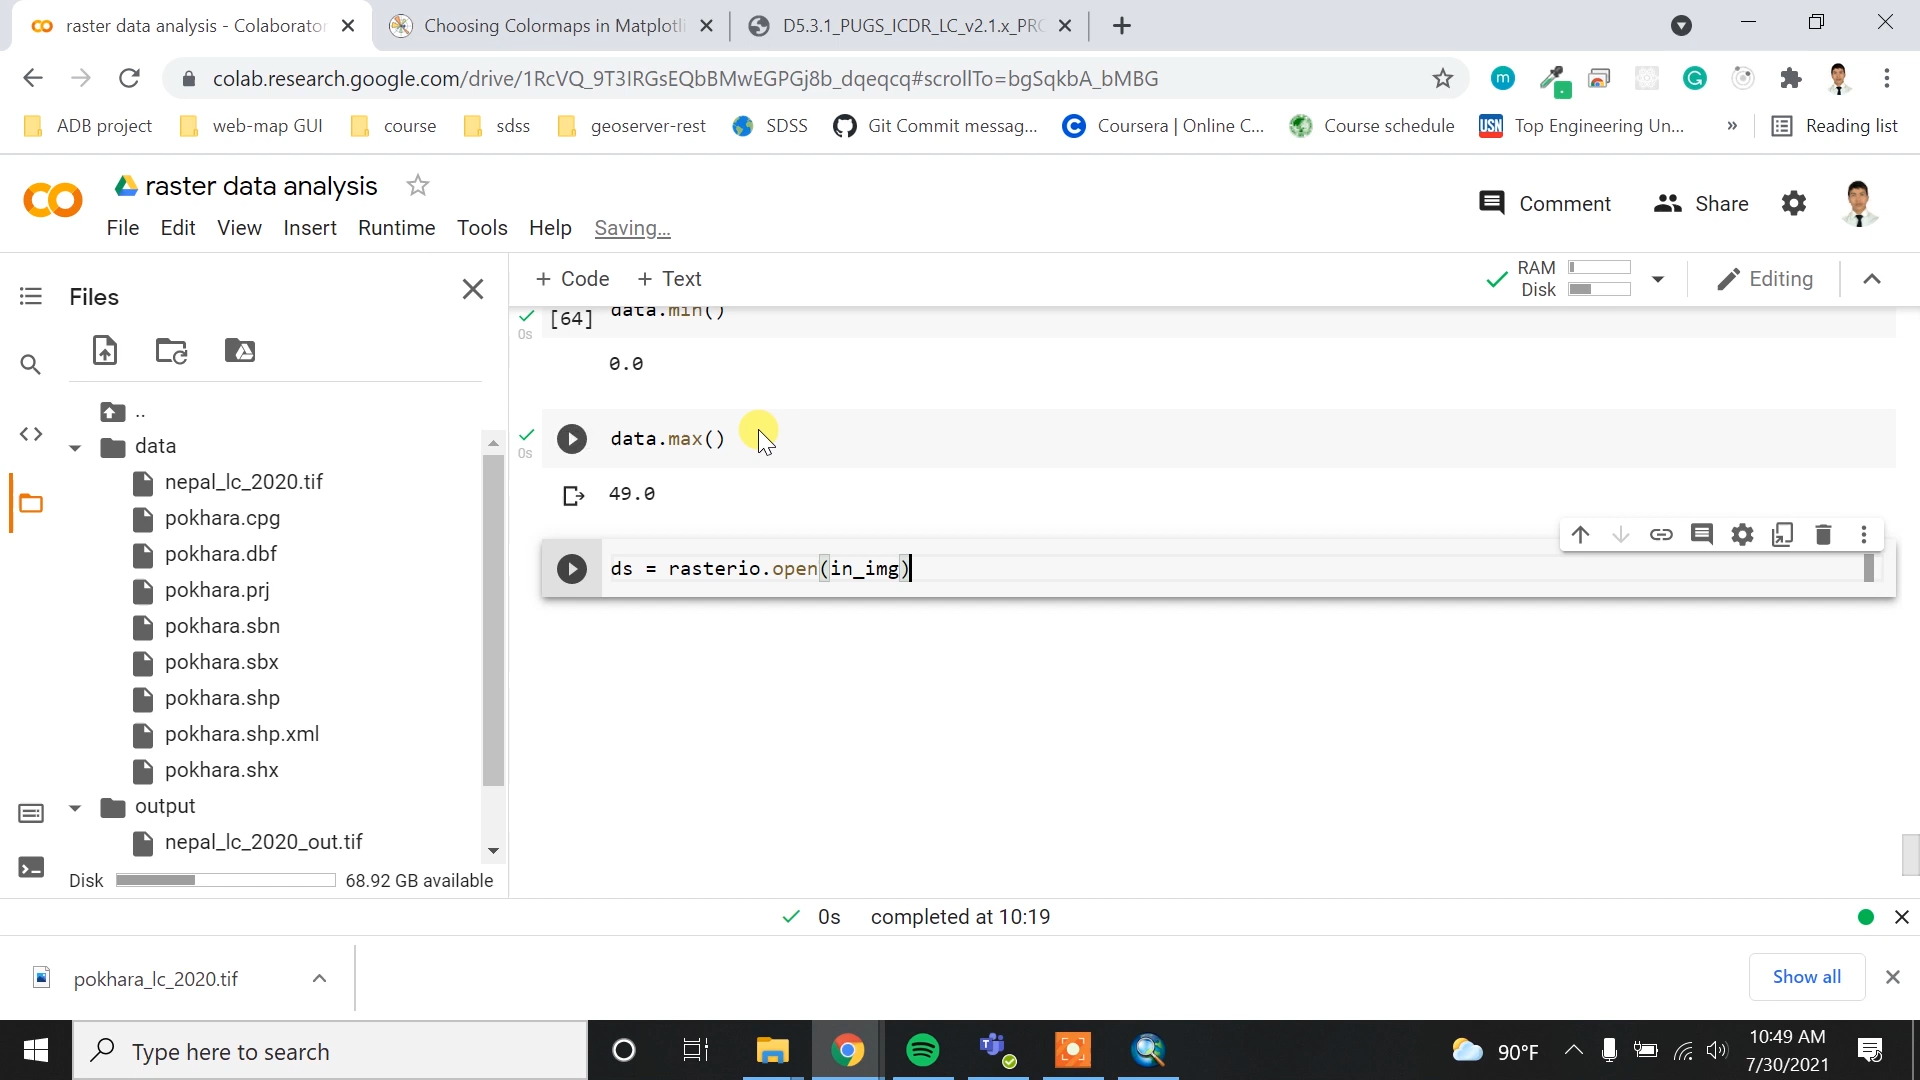 raster data analysis - Colaborator
Choosing Colormaps in Matplotli
D5.3.1_PUGS_ICDR_LC_v2.1.x_PRO
colab.research.google.com/drive/1RcVQ_9T3IRGsEQbBMwEGPGj8b_dqeqcq#scrollTo=bgSqkbA_bMBG
m
ADB project
web-map GUI
course
sdss
geoserver-rest
SDSS
Git Commit messag...
Coursera | Online C...
Course schedule
USN
Top Engineering Un...
»
Reading list
raster data analysis
File Edit View Insert Runtime Tools Help Saving...
Comment
Share
Files
+ Code + Text
RAM
Disk
Editing
[64] data.min()
0s
0.0
data.max()
0s
49.0
ds = rasterio.open(in_img)
..
data
nepal_lc_2020.tif
pokhara.cpg
pokhara.dbf
pokhara.prj
pokhara.sbn
pokhara.sbx
pokhara.shp
pokhara.shp.xml
pokhara.shx
output
nepal_lc_2020_out.tif
Disk 68.92 GB available
0s completed at 10:19
pokhara_lc_2020.tif
Show all
Type here to search
90°F
10:49 AM
7/30/2021